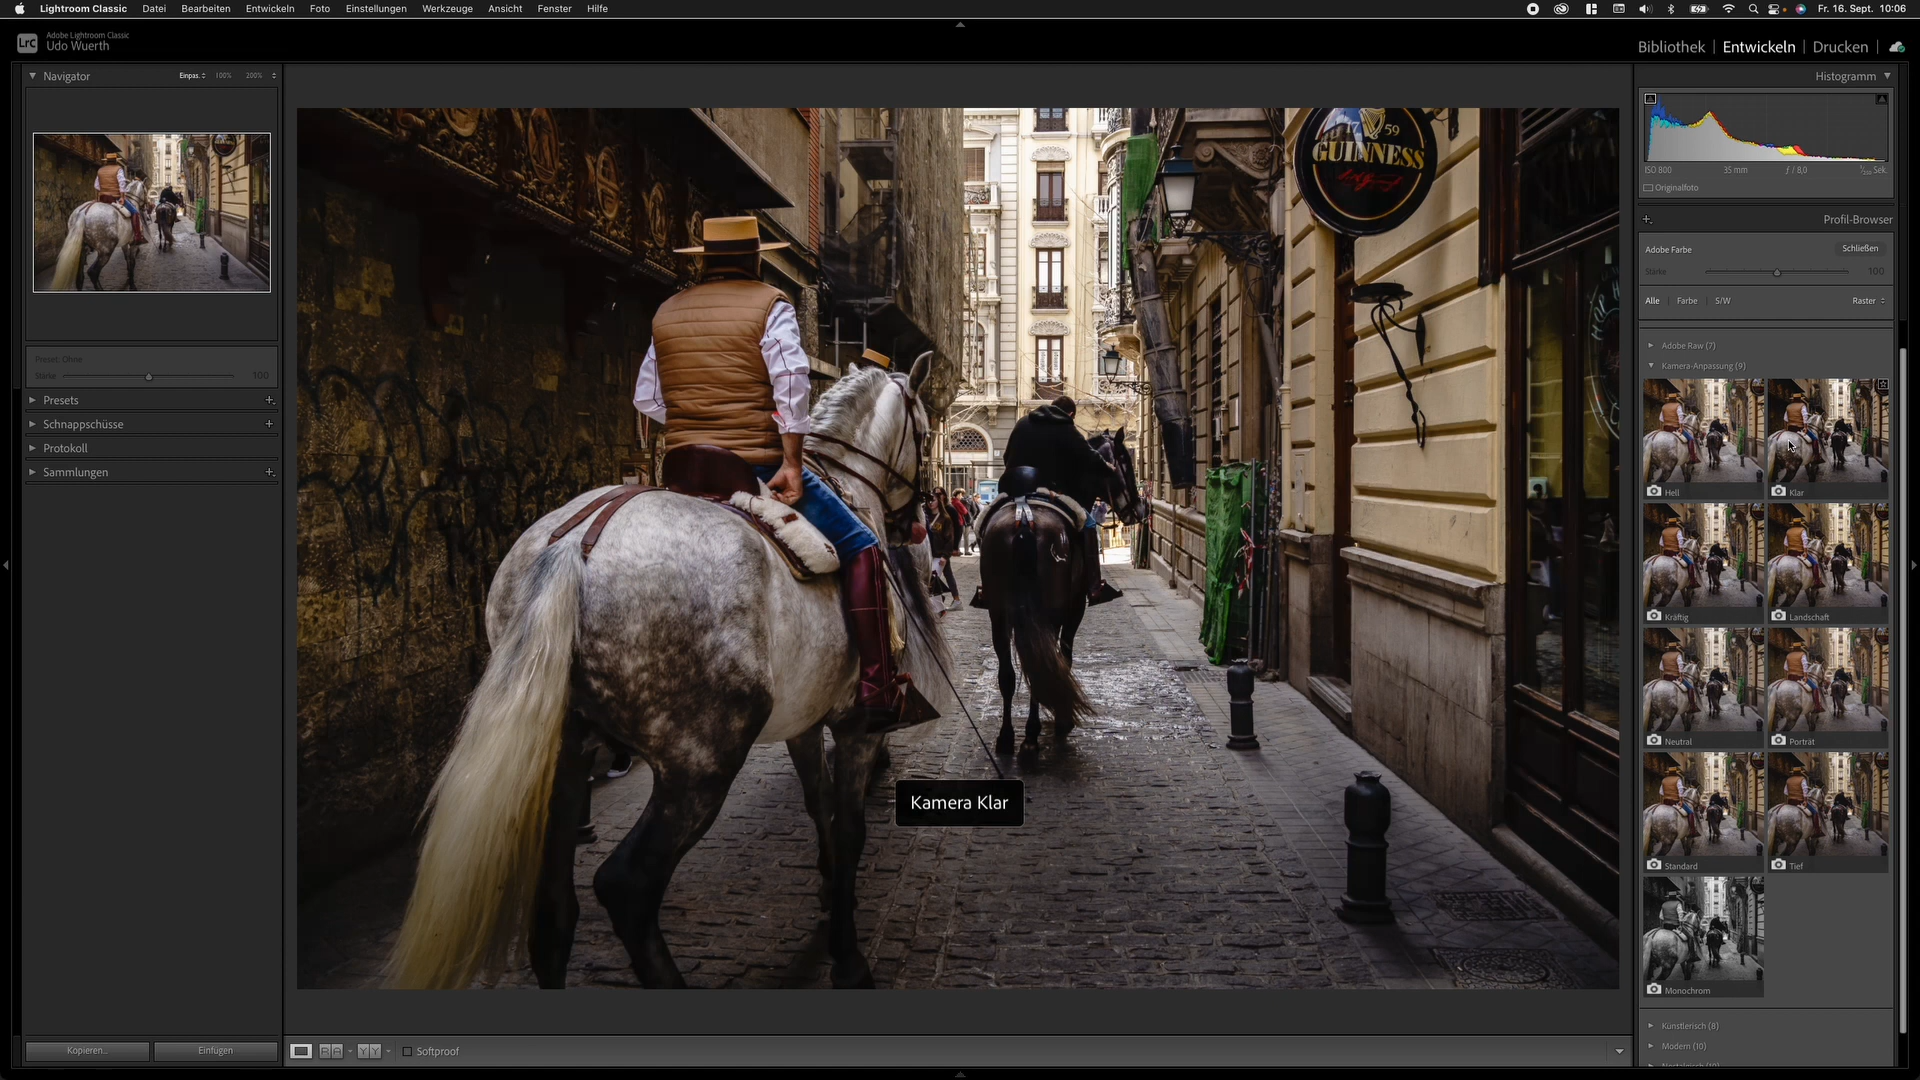 Lightroom Classic Datei Bearbeiten Entwickeln Foto Einstellungen Werkzeuge Ansicht Fenster Hilfe Fr. 16. Sept. 10:06
Lrc
Adobe Lightroom Classic
Udo Wuerth
Bibliothek | Entwickeln | Drucken |
Navigator Einpas. 100% 200%
Histogramm
ISO 800 35 mm ƒ / 8,0 Sek.
Originalfoto
Profil-Browser
Adobe Farbe Schließen
Stärke 100
Alle | Farbe | S/W Raster
Adobe Raw (7)
Kamera-Anpassung (9)
Hell
Klar
Kräftig
Landschaft
Neutral
Porträt
Standard
Tief
Monochrom
Künstlerisch (8)
Modern (10)
Preset: Ohne
Stärke 100
Presets
Schnappschüsse
Protokoll
Sammlungen
17 59
GUINNESS
Kamera Klar
Kopieren... Einfügen
R A Y Y Softproof